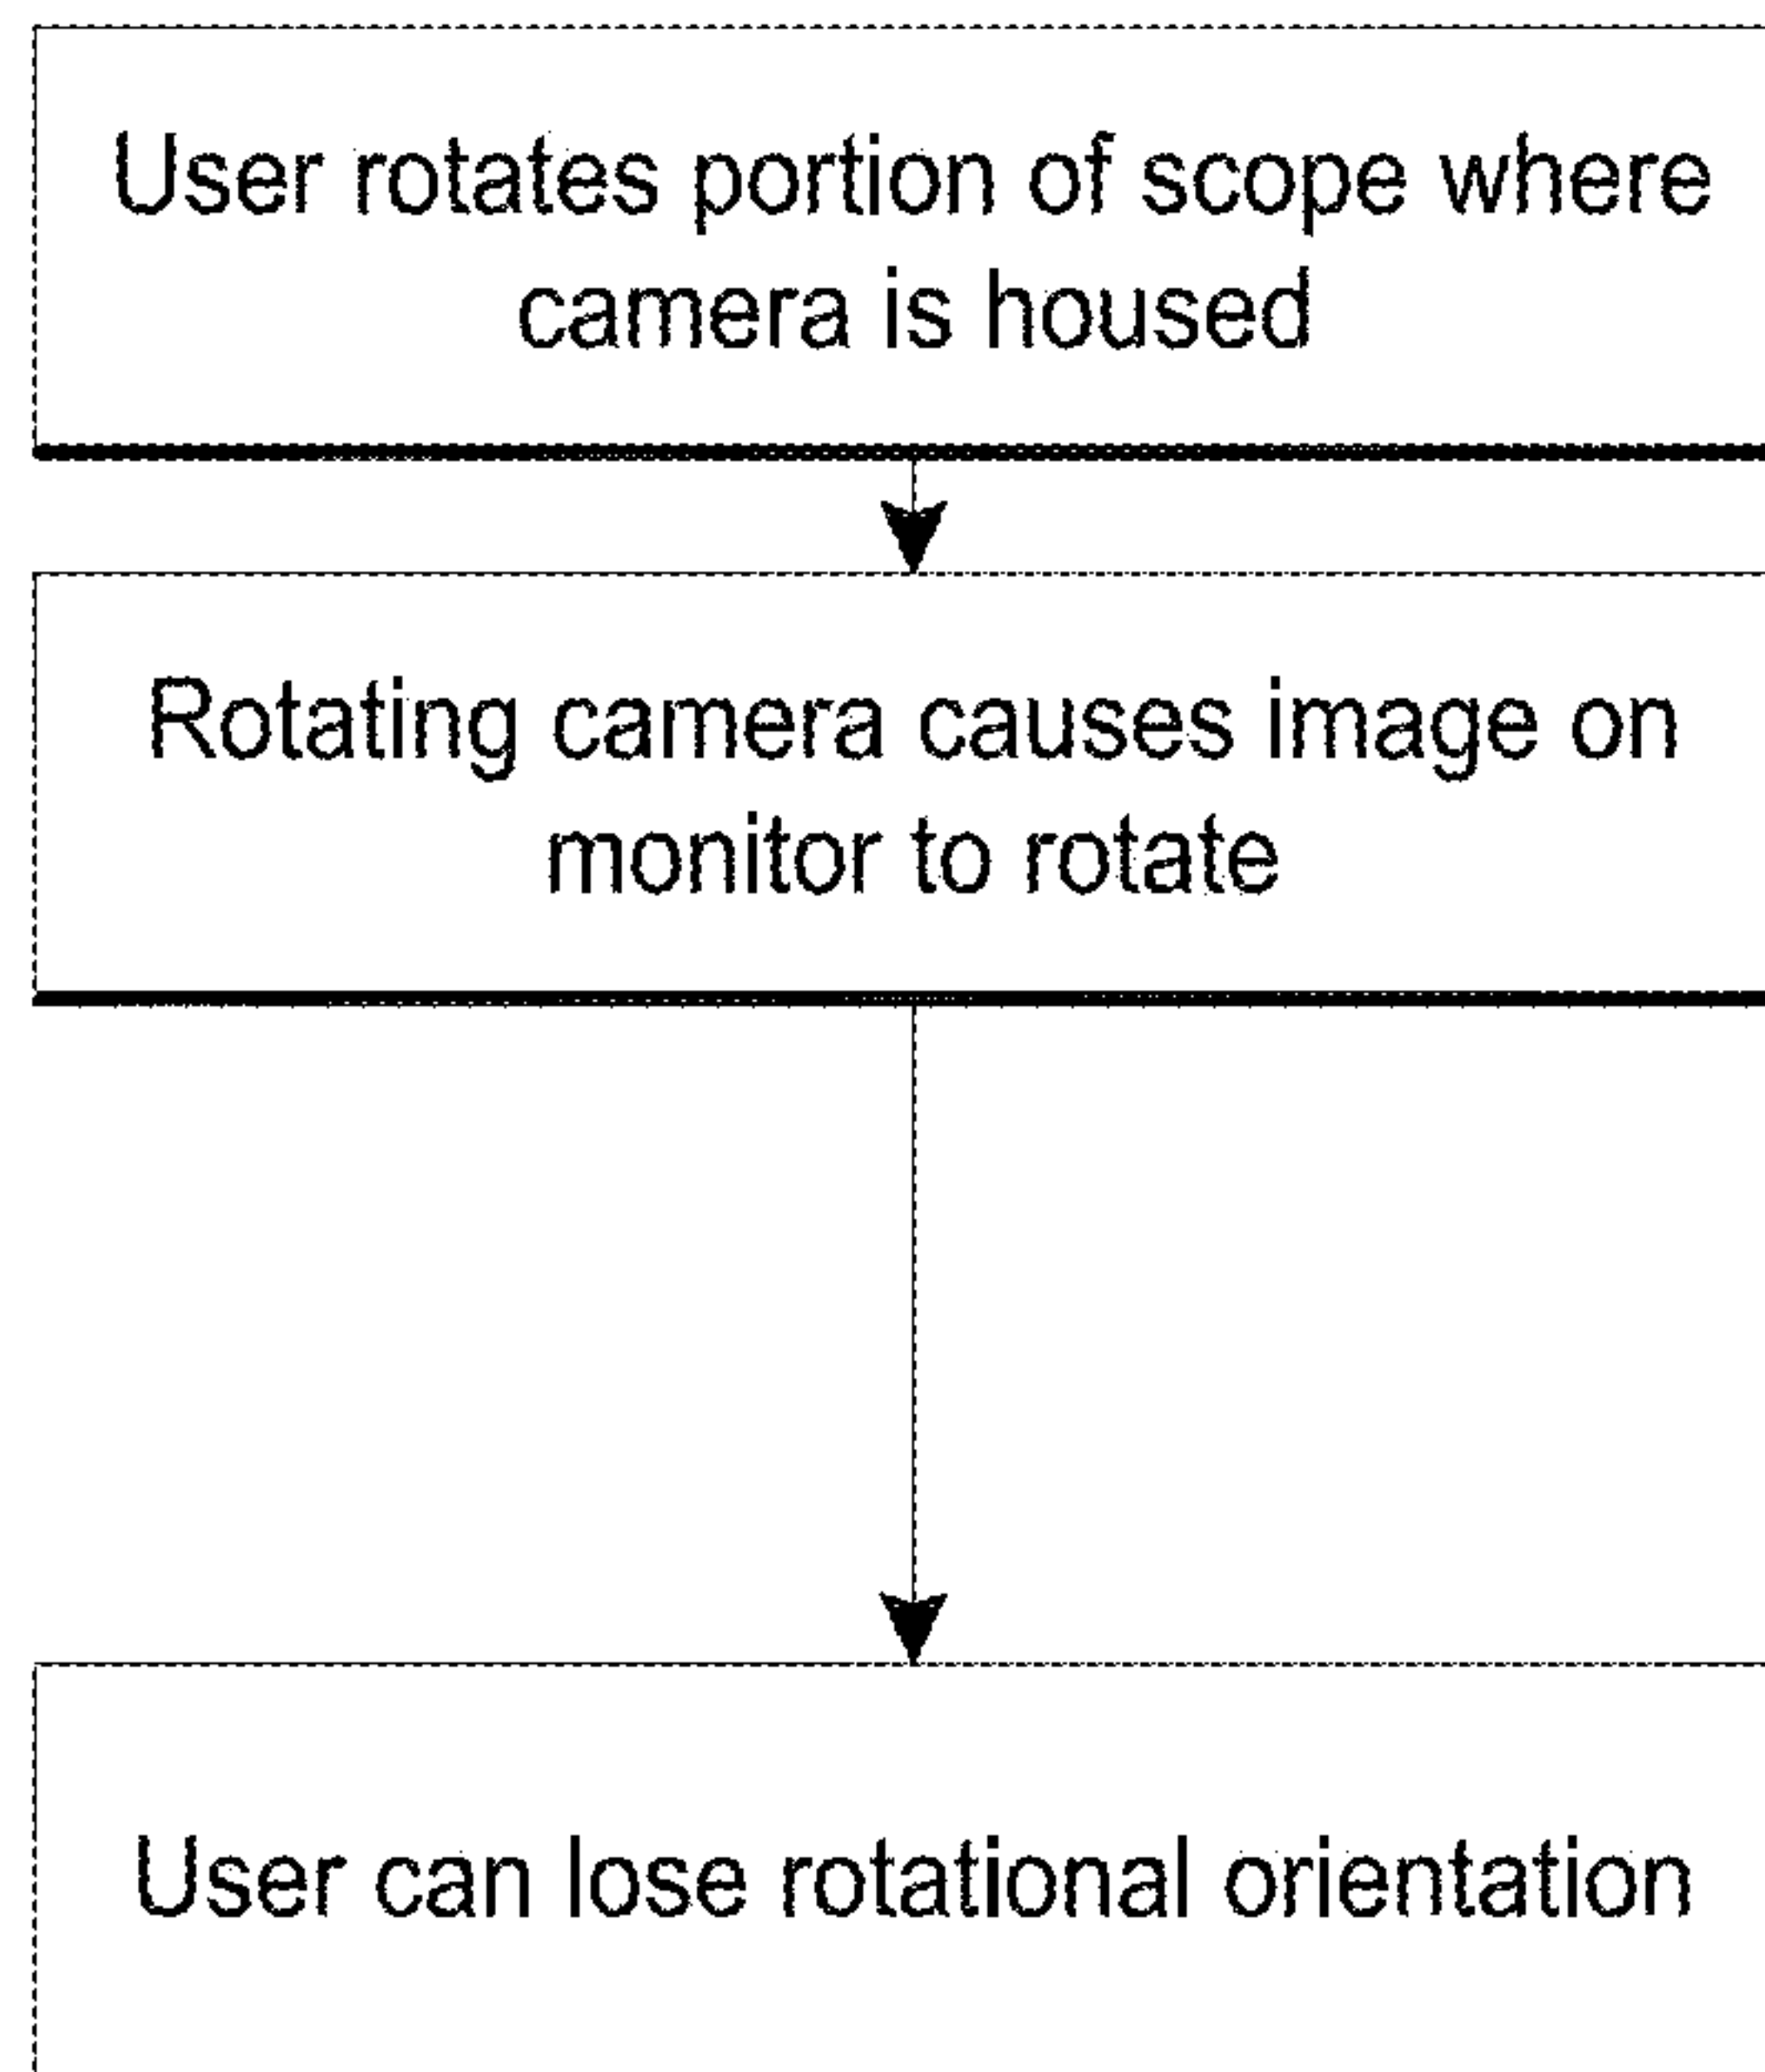 User rotates portion of scope where
camera is housed
Rotating camera causes image on
monitor to rotate
User can lose rotational orientation